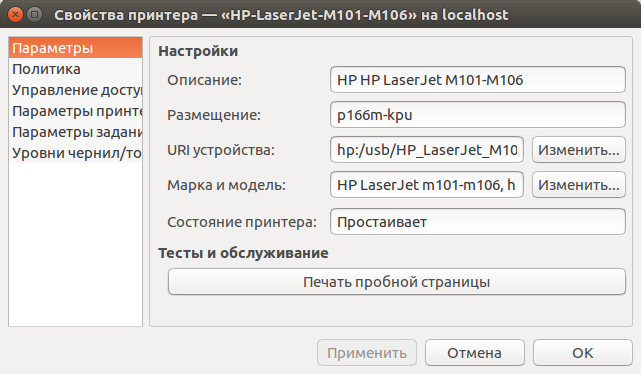 Свойства принтера — «HP-LaserJet-M101-M106» на localhost
Параметры
Политика
Управление досту
Параметры принте
Параметры задани
Уровни чернил/то
Настройки
Описание: HP HP LaserJet M101-M106
Размещение: p166m-kpu
URI устройства: hp:/usb/HP_LaserJet_M10 Изменить...
Марка и модель: HP LaserJet m101-m106, h Изменить...
Состояние принтера: Простаивает
Тесты и обслуживание
Печать пробной страницы
Применить Отмена OK